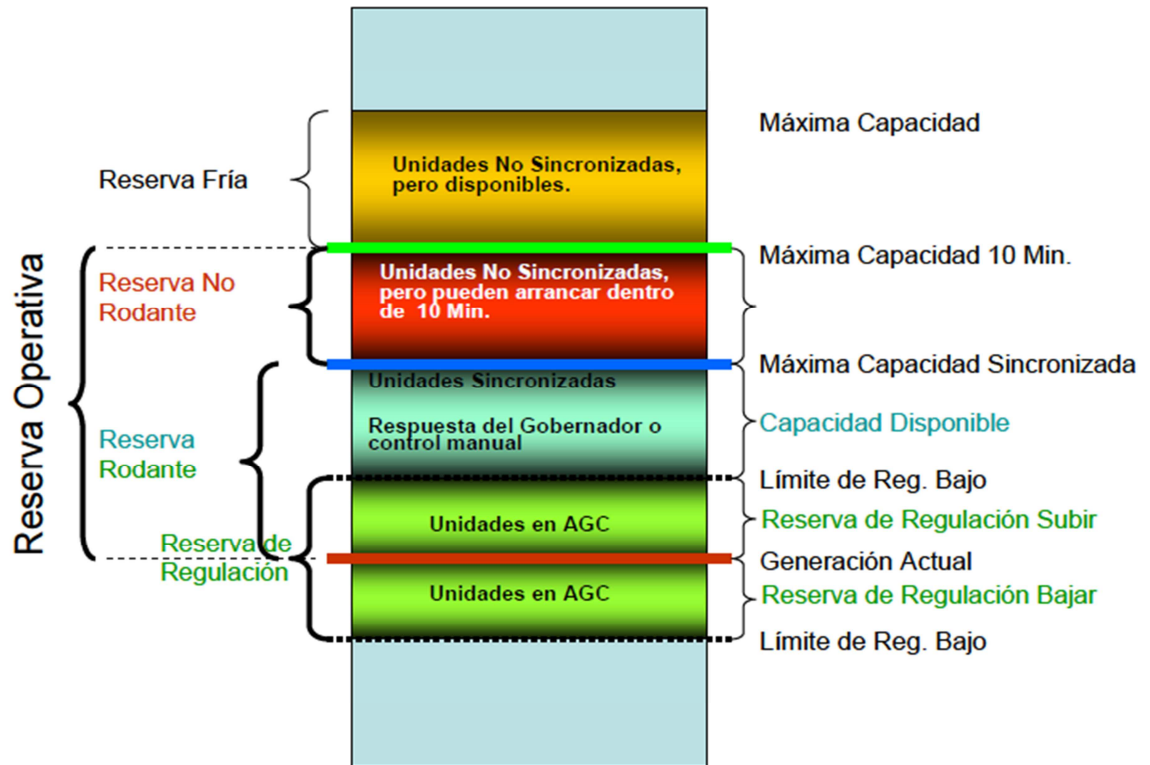 Máxima Capacidad
Unidades No Sincronizadas,
pero disponibles.
Reserva Fría
Máxima Capacidad 10 Min.
Unidades No Sincronizadas,
pero pueden arrancar dentro
de 10 Min.
Reserva No
Rodante
Reserva Operativa
Máxima Capacidad Sincronizada
Unidades Sincronizadas
Respuesta del Gobernador o
control manual
Capacidad Disponible
Reserva
Rodante
Límite de Reg. Bajo
Unidades en AGC
Reserva de Regulación Subir
Reserva de
Regulación
Generación Actual
Unidades en AGC
Reserva de Regulación Bajar
Límite de Reg. Bajo